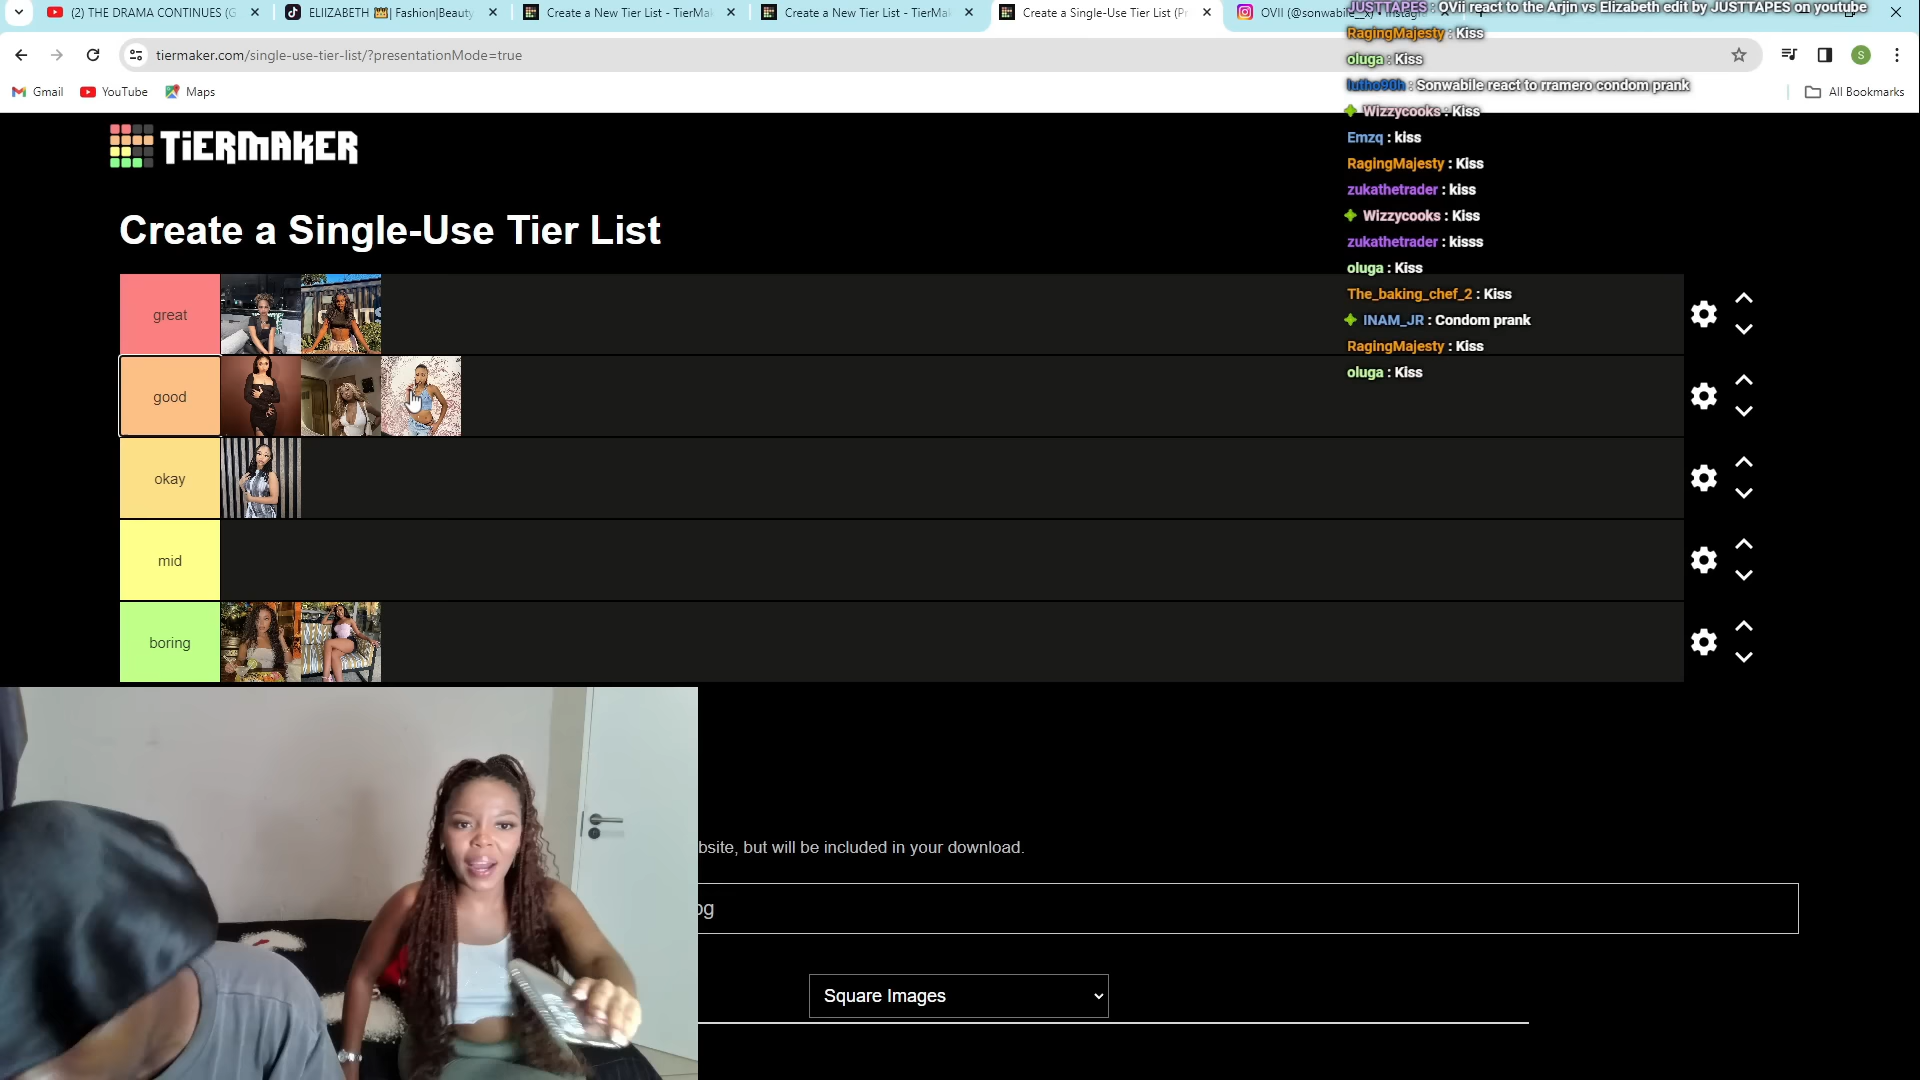 (2) THE DRAMA CONTINUES (G
ELIIZABETH 👑| Fashion|Beauty
Create a New Tier List - TierMak
Create a New Tier List - TierMak
Create a Single-Use Tier List (Pr
OVII (@sonwabile
JUSTTAPES : OVii react to the Arjin vs Elizabeth edit by JUSTTAPES on youtube
RagingMajesty : Kiss
tiermaker.com/single-use-tier-list/?presentationMode=true
S
oluga : Kiss
lutho90h : Sonwabile react to rramero condom prank
Gmail
YouTube
Maps
All Bookmarks
Wizzycooks : Kiss
Emzq : kiss
RagingMajesty : Kiss
zukathetrader : kiss
Wizzycooks : Kiss
zukathetrader : kisss
oluga : Kiss
The_baking_chef_2 : Kiss
INAM_JR : Condom prank
RagingMajesty : Kiss
oluga : Kiss
TiERMAKER
Create a Single-Use Tier List
great
good
okay
mid
boring
bsite, but will be included in your download.
og
Square Images